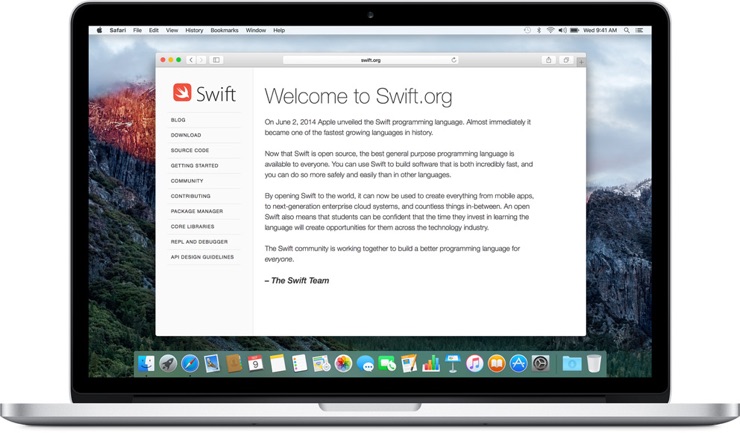 Safari File Edit View History Bookmarks Window Help
Wed 9:41 AM
swift.org
Swift
BLOG
DOWNLOAD
SOURCE CODE
GETTING STARTED
COMMUNITY
CONTRIBUTING
PACKAGE MANAGER
CORE LIBRARIES
REPL AND DEBUGGER
API DESIGN GUIDELINES
Welcome to Swift.org
On June 2, 2014 Apple unveiled the Swift programming language. Almost immediately it
became one of the fastest growing languages in history.
Now that Swift is open source, the best general purpose programming language is
available to everyone. You can use Swift to build software that is both incredibly fast, and
you can do so more safely and easily than in other languages.
By opening Swift to the world, it can now be used to create everything from mobile apps,
to next-generation enterprise cloud systems, and countless things in-between. An open
Swift also means that students can be confident that the time they invest in learning the
language will create opportunities for them across the technology industry.
The Swift community is working together to build a better programming language for
everyone.
– The Swift Team
9